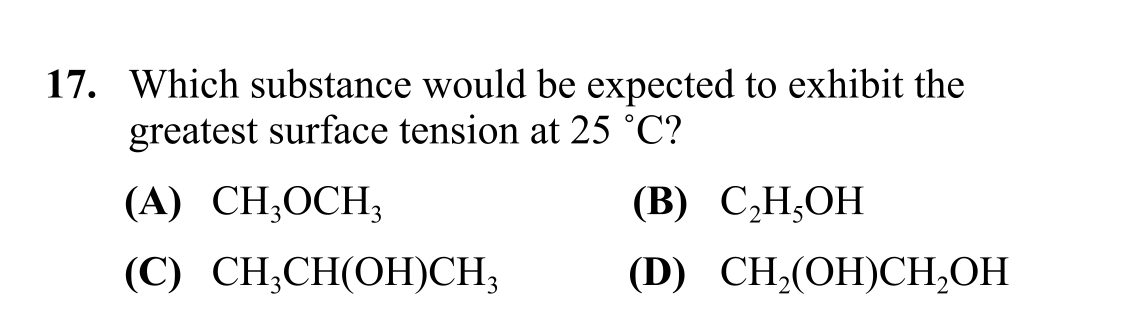 17. Which substance would be expected to exhibit the
greatest surface tension at 25 ˚C?
(A) CH₃OCH₃ (B) C₂H₅OH
(C) CH₃CH(OH)CH₃ (D) CH₂(OH)CH₂OH